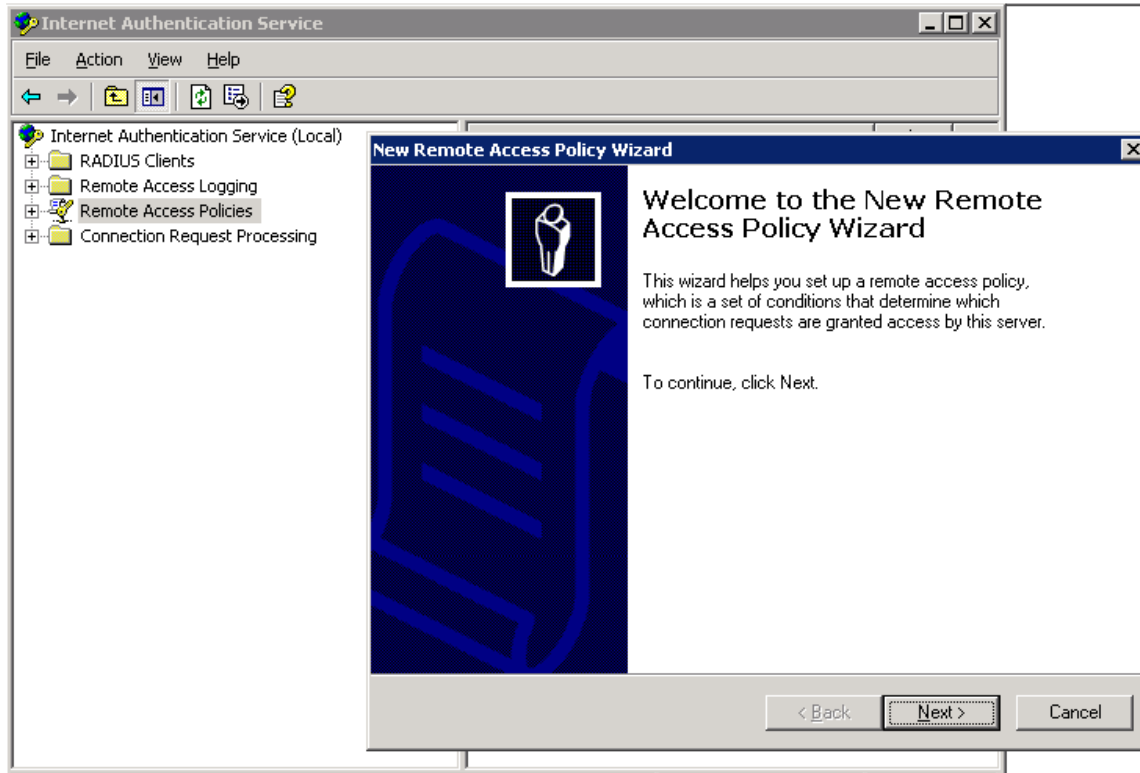 Internet Authentication Service
File Action View Help
Internet Authentication Service (Local)
RADIUS Clients
Remote Access Logging
Remote Access Policies
Connection Request Processing
New Remote Access Policy Wizard
Welcome to the New Remote
Access Policy Wizard
This wizard helps you set up a remote access policy,
which is a set of conditions that determine which
connection requests are granted access by this server.
To continue, click Next.
< Back Next > Cancel